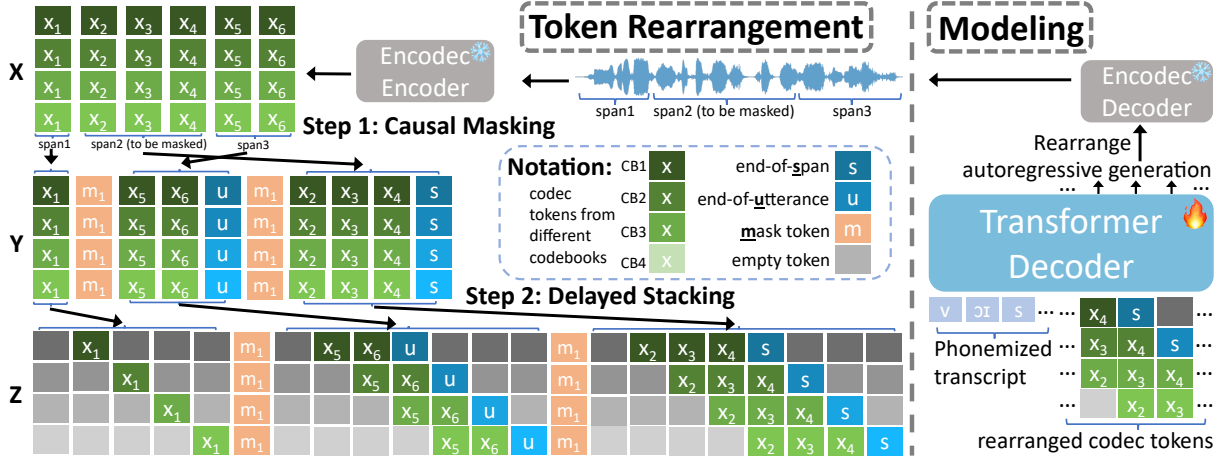 Token Rearrangement
Modeling
X
x1 x2 x3 x4 x5 x6
x1 x2 x3 x4 x5 x6
x1 x2 x3 x4 x5 x6
x1 x2 x3 x4 x5 x6
span1 span2 (to be masked) span3
Encodec
Encoder
span1 span2 (to be masked) span3
Step 1: Causal Masking
Y
x1 m1 x5 x6 u m1 x2 x3 x4 s
x1 m1 x5 x6 u m1 x2 x3 x4 s
x1 m1 x5 x6 u m1 x2 x3 x4 s
x1 m1 x5 x6 u m1 x2 x3 x4 s
Notation:
codec
tokens from
different
codebooks
CB1 x
CB2 x
CB3 x
CB4 x
end-of-span s
end-of-utterance u
mask token m
empty token
Step 2: Delayed Stacking
Z
x1 m1 x5 x6 u m1 x2 x3 x4 s
x1 m1 x5 x6 u m1 x2 x3 x4 s
x1 m1 x5 x6 u m1 x2 x3 x4 s
x1 m1 x5 x6 u m1 x2 x3 x4 s
Encodec
Decoder
Rearrange
autoregressive generation
... ...
Transformer
Decoder
v ɔɪ s ... ... x4 s ...
... x3 x4 s ...
... x2 x3 x4 ...
... x2 x3 ...
Phonemized
transcript
rearranged codec tokens